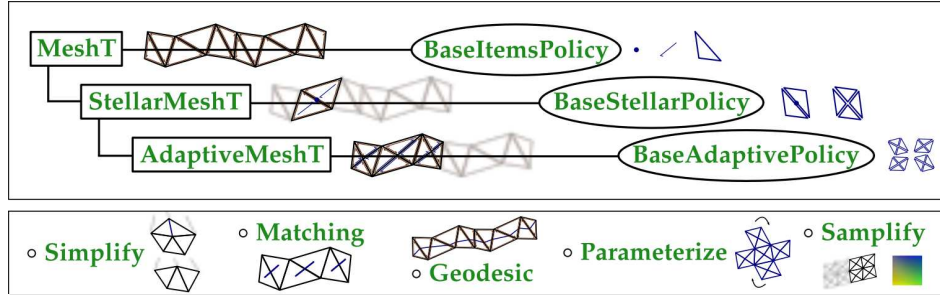 MeshT
BaseItemsPolicy
StellarMeshT
BaseStellarPolicy
AdaptiveMeshT
BaseAdaptivePolicy
Simplify
Matching
Geodesic
Parameterize
Samplify